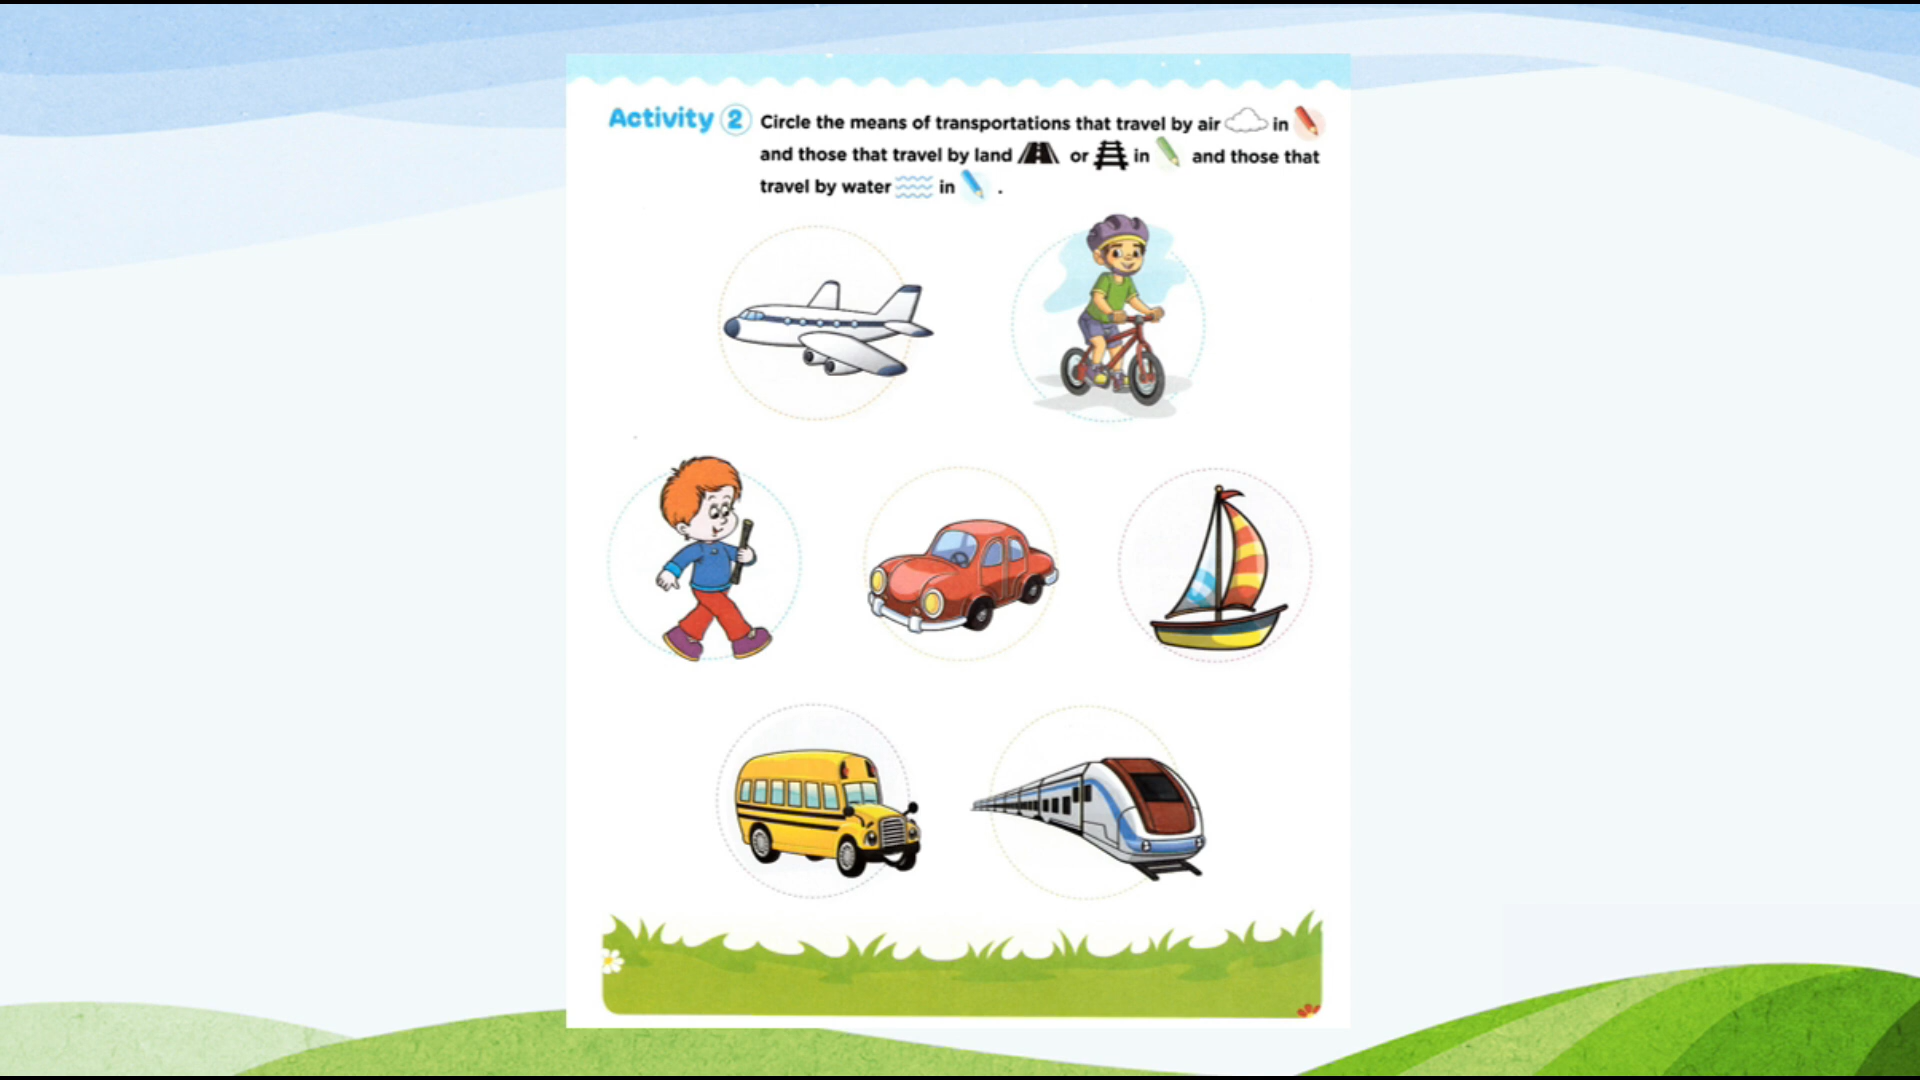 Activity 2 Circle the means of transportations that travel by air in
and those that travel by land or in and those that
travel by water in .